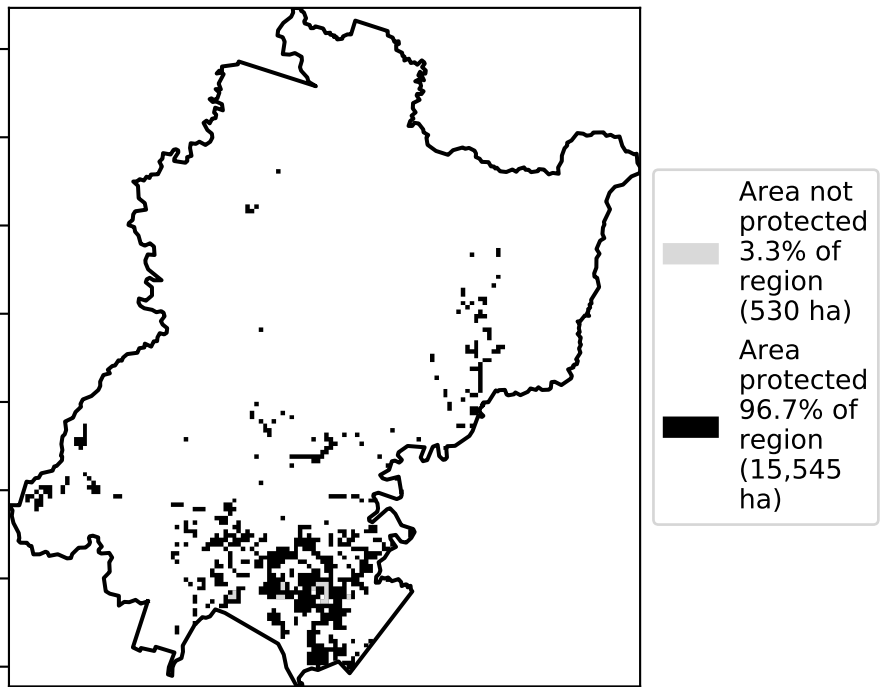 Area not
protected
3.3% of
region
(530 ha)
Area
protected
96.7% of
region
(15,545
ha)